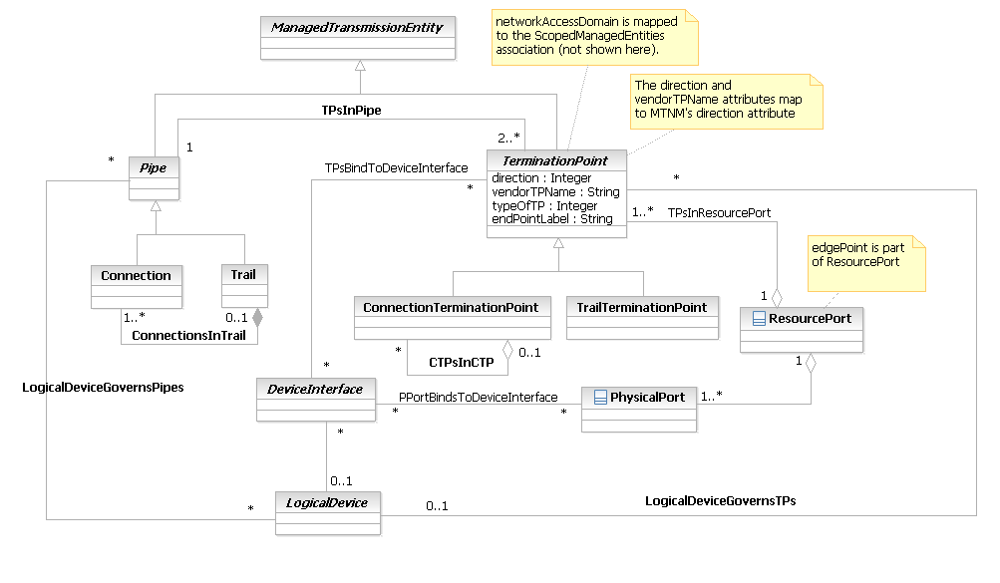 ManagedTransmissionEntity
networkAccessDomain is mapped
to the ScopedManagedEntities
association (not shown here).
The direction and
vendorTPName attributes map
to MTNM's direction attribute
TPsInPipe
1
2..*
*
Pipe
TPsBindToDeviceInterface
*
TerminationPoint
direction : Integer
vendorTPName : String
typeOfTP : Integer
endPointLabel : String
*
1..*
TPsInResourcePort
edgePoint is part
of ResourcePort
Connection
Trail
1..*
0..1
ConnectionsInTrail
ConnectionTerminationPoint
TrailTerminationPoint
1
ResourcePort
*
0..1
CTPsInCTP
*
1
LogicalDeviceGovernsPipes
DeviceInterface
PPortBindsToDeviceInterface
*
*
PhysicalPort
1..*
*
0..1
LogicalDevice
*
0..1
LogicalDeviceGovernsTPs